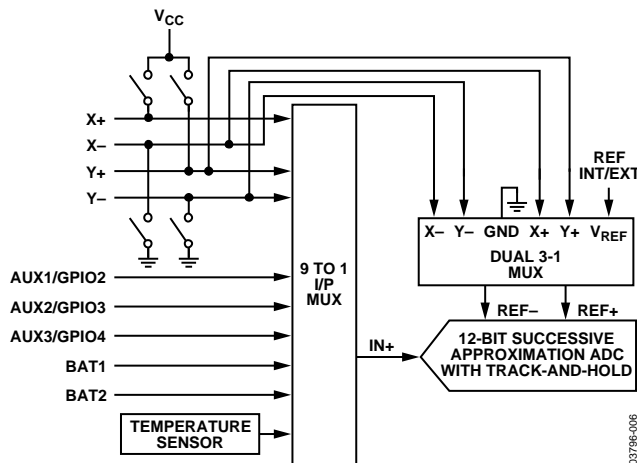 VCC
X+
X–
Y+
Y–
REF
INT/EXT
X– Y– GND X+ Y+ VREF
DUAL 3-1
MUX
9 TO 1
I/P
MUX
AUX1/GPIO2
AUX2/GPIO3
AUX3/GPIO4
BAT1
BAT2
REF– REF+
IN+
12-BIT SUCCESSIVE
APPROXIMATION ADC
WITH TRACK-AND-HOLD
TEMPERATURE
SENSOR
03796-006